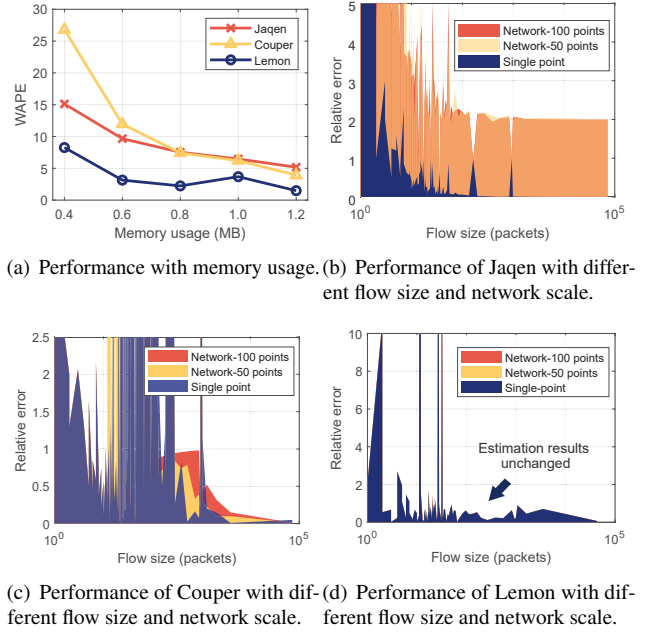 30
25
20
15
10
5
0
WAPE
0.4 0.6 0.8 1.0 1.2
Memory usage (MB)
Jaqen
Couper
Lemon
5
4
3
2
1
0
Relative error
10^0 10^5
Flow size (packets)
Network-100 points
Network-50 points
Single point
(a) Performance with memory usage.
(b) Performance of Jaqen with differ-
ent flow size and network scale.
2.5
2
1.5
1
0.5
0
Relative error
10^0 10^5
Flow size (packets)
Network-100 points
Network-50 points
Single point
10
8
6
4
2
0
Relative error
10^0 10^5
Flow size (packets)
Network-100 points
Network-50 points
Single-point
Estimation results
unchanged
(c) Performance of Couper with dif-
ferent flow size and network scale.
(d) Performance of Lemon with dif-
ferent flow size and network scale.